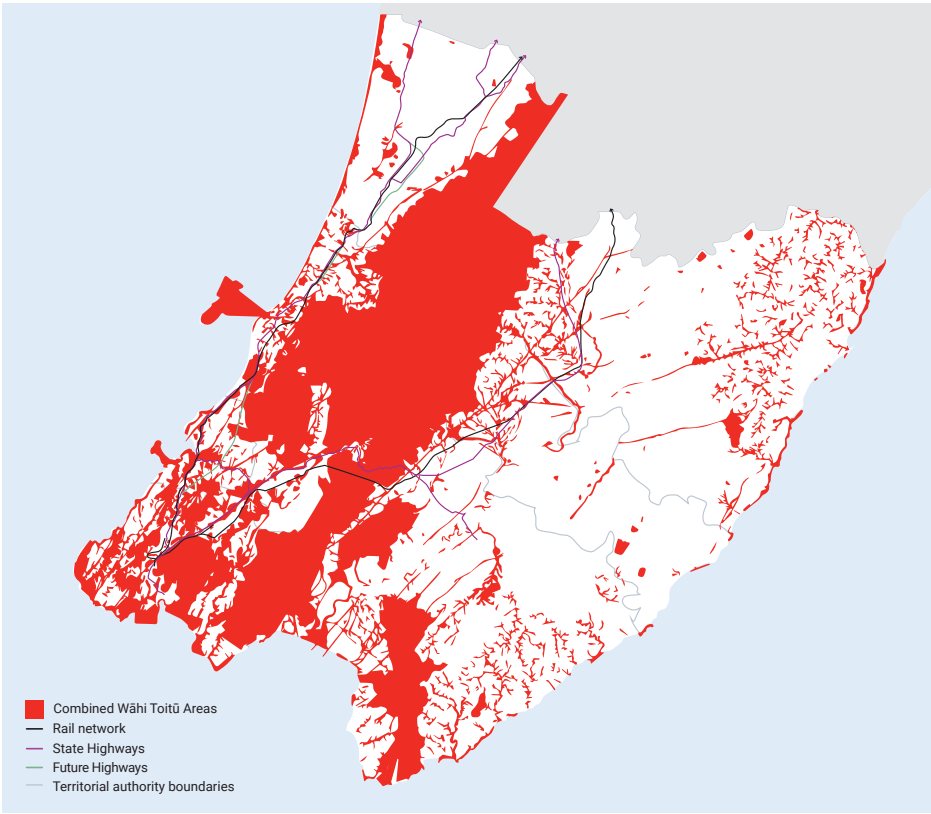 Combined Wāhi Toitū Areas
Rail network
State Highways
Future Highways
Territorial authority boundaries